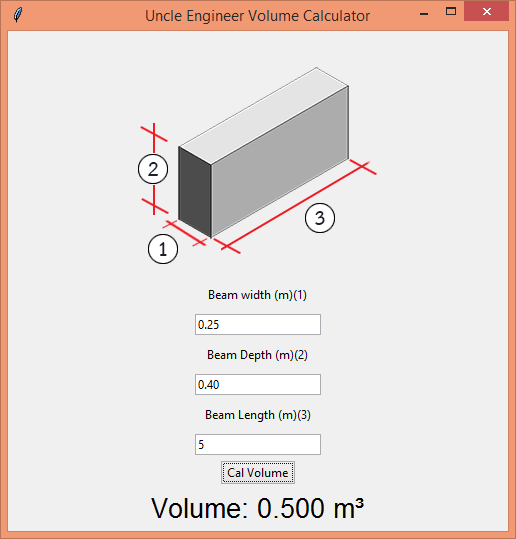 Uncle Engineer Volume Calculator
2
3
1
Beam width (m)(1)
0.25
Beam Depth (m)(2)
0.40
Beam Length (m)(3)
5
Cal Volume
Volume: 0.500 m³